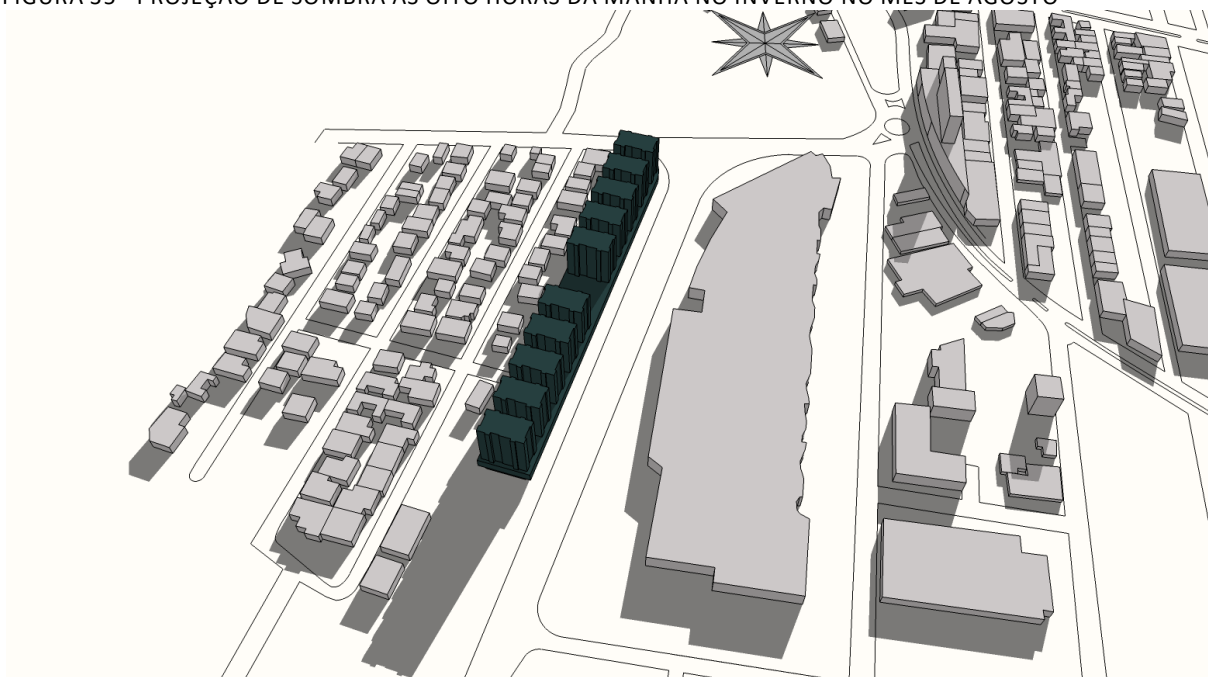 FIGURA 35 - PROJEÇÃO DE SOMBRA ÀS OITO HORAS DA MANHÃ NO INVERNO NO MÊS DE AGOSTO